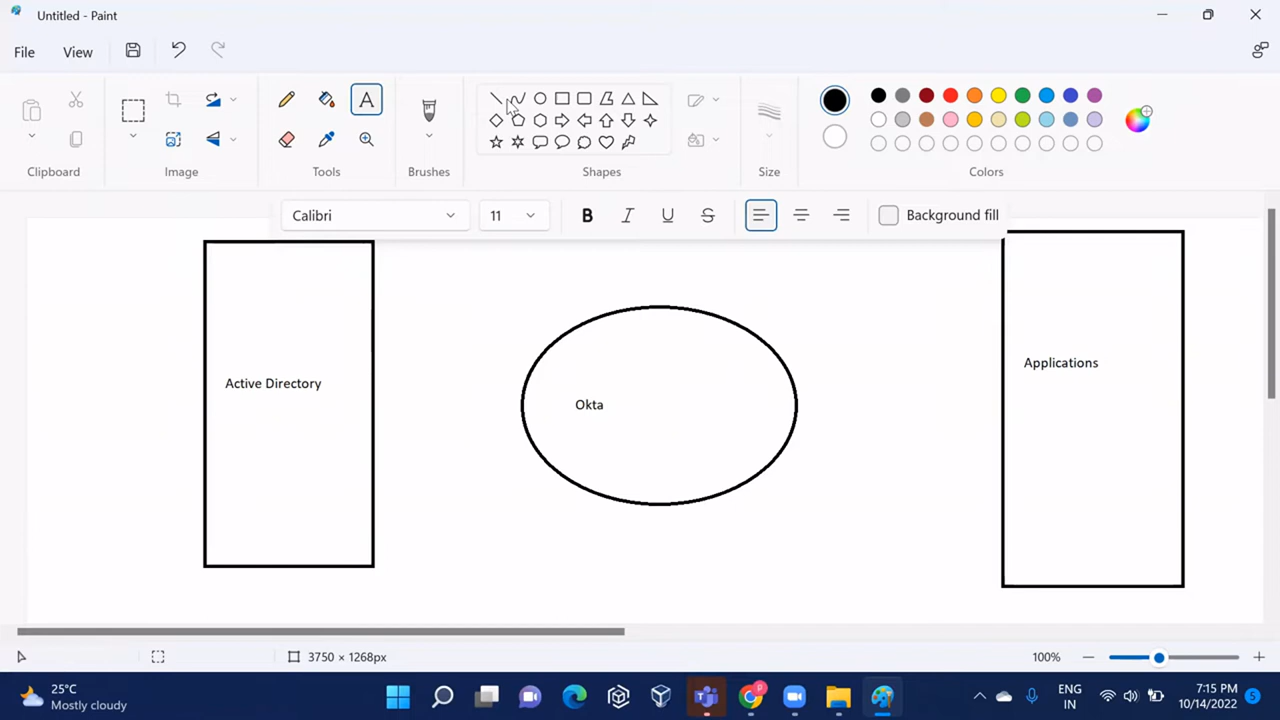 Untitled - Paint
File View
Clipboard
Image
Tools
Brushes
Shapes
Size
Colors
Calibri
11
B I U S
Background fill
Applications
Active Directory
Okta
3750 × 1268px
100%
25°C
Mostly cloudy
ENG
IN
7:15 PM
10/14/2022
5